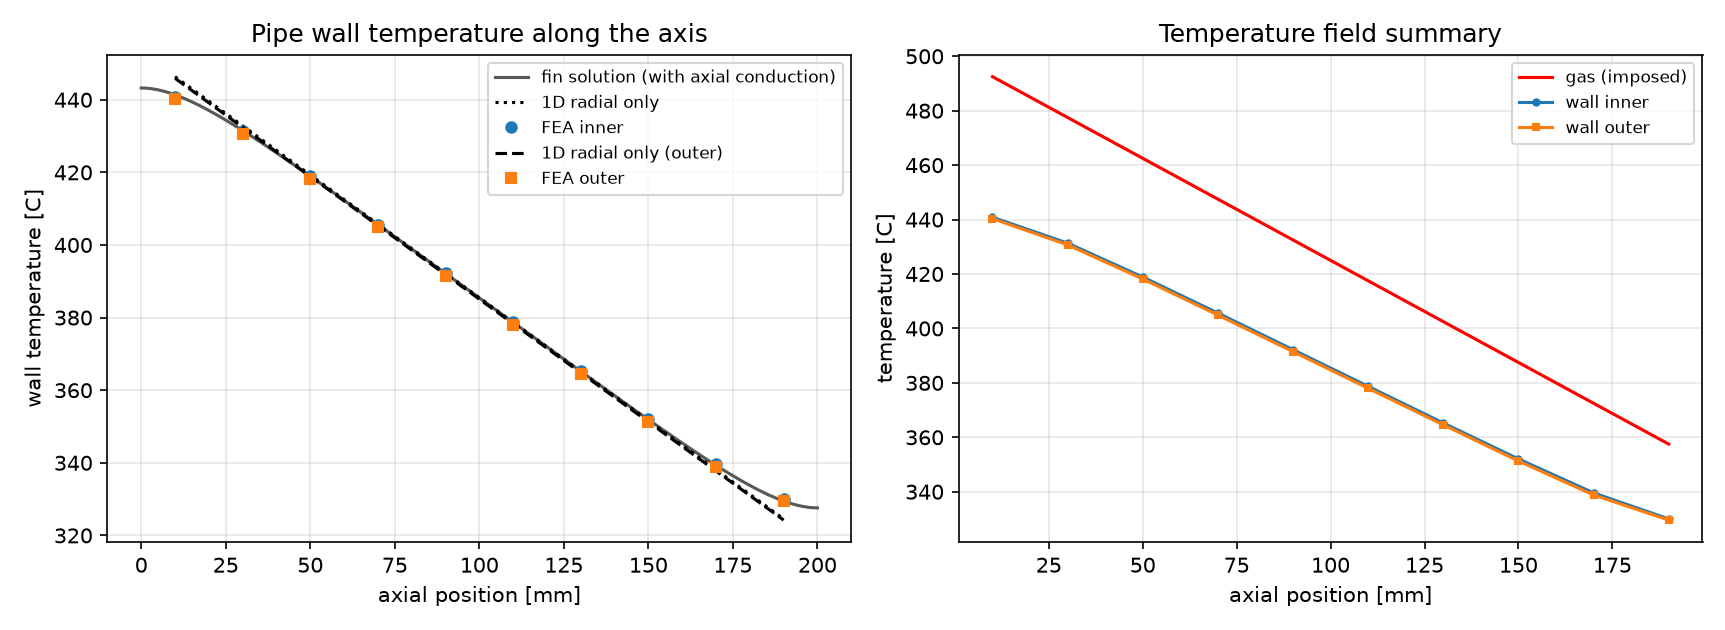 Pipe wall temperature along the axis
wall temperature [C]
440
420
400
380
360
340
320
fin solution (with axial conduction)
1D radial only
FEA inner
1D radial only (outer)
FEA outer
0
25
50
75
100
125
150
175
200
axial position [mm]
Temperature field summary
temperature [C]
500
480
460
440
420
400
380
360
340
gas (imposed)
wall inner
wall outer
25
50
75
100
125
150
175
axial position [mm]